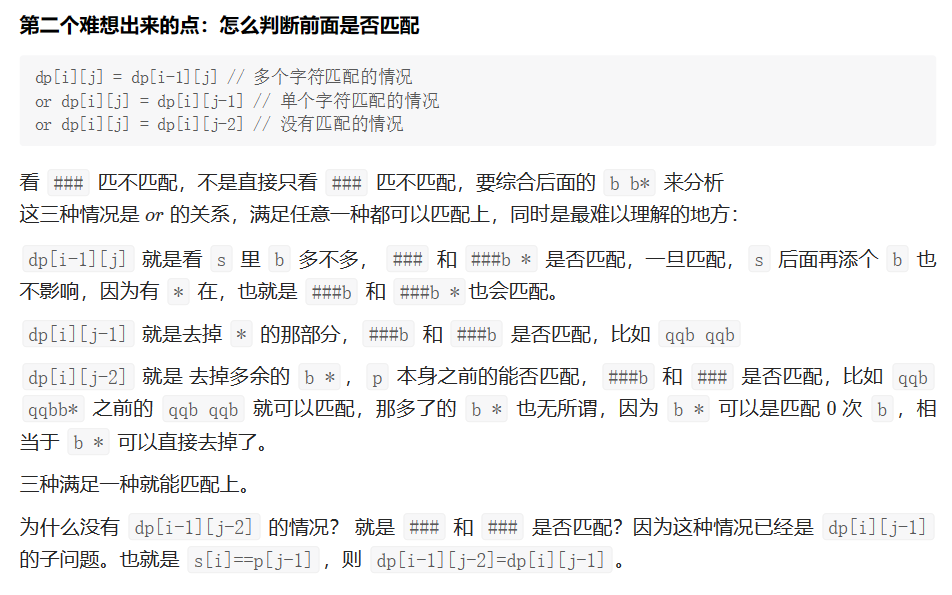 第二个难想出来的点：怎么判断前面是否匹配
dp[i][j] = dp[i-1][j] // 多个字符匹配的情况
or dp[i][j] = dp[i][j-1] // 单个字符匹配的情况
or dp[i][j] = dp[i][j-2] // 没有匹配的情况
看 ### 匹不匹配，不是直接只看 ### 匹不匹配，要综合后面的 b b* 来分析
这三种情况是 or 的关系，满足任意一种都可以匹配上，同时是最难以理解的地方：
dp[i-1][j] 就是看 s 里 b 多不多， ### 和 ###b * 是否匹配，一旦匹配， s 后面再添个 b 也
不影响，因为有 * 在，也就是 ###b 和 ###b * 也会匹配。
dp[i][j-1] 就是去掉 * 的那部分， ###b 和 ###b 是否匹配，比如 qqb qqb
dp[i][j-2] 就是 去掉多余的 b * ， p 本身之前的能否匹配， ###b 和 ### 是否匹配，比如 qqb
qqbb* 之前的 qqb qqb 就可以匹配，那多了的 b * 也无所谓，因为 b * 可以是匹配 0 次 b ，相
当于 b * 可以直接去掉了。
三种满足一种就能匹配上。
为什么没有 dp[i-1][j-2] 的情况？ 就是 ### 和 ### 是否匹配？因为这种情况已经是 dp[i][j-1]
的子问题。也就是 s[i]==p[j-1] ，则 dp[i-1][j-2]=dp[i][j-1] 。